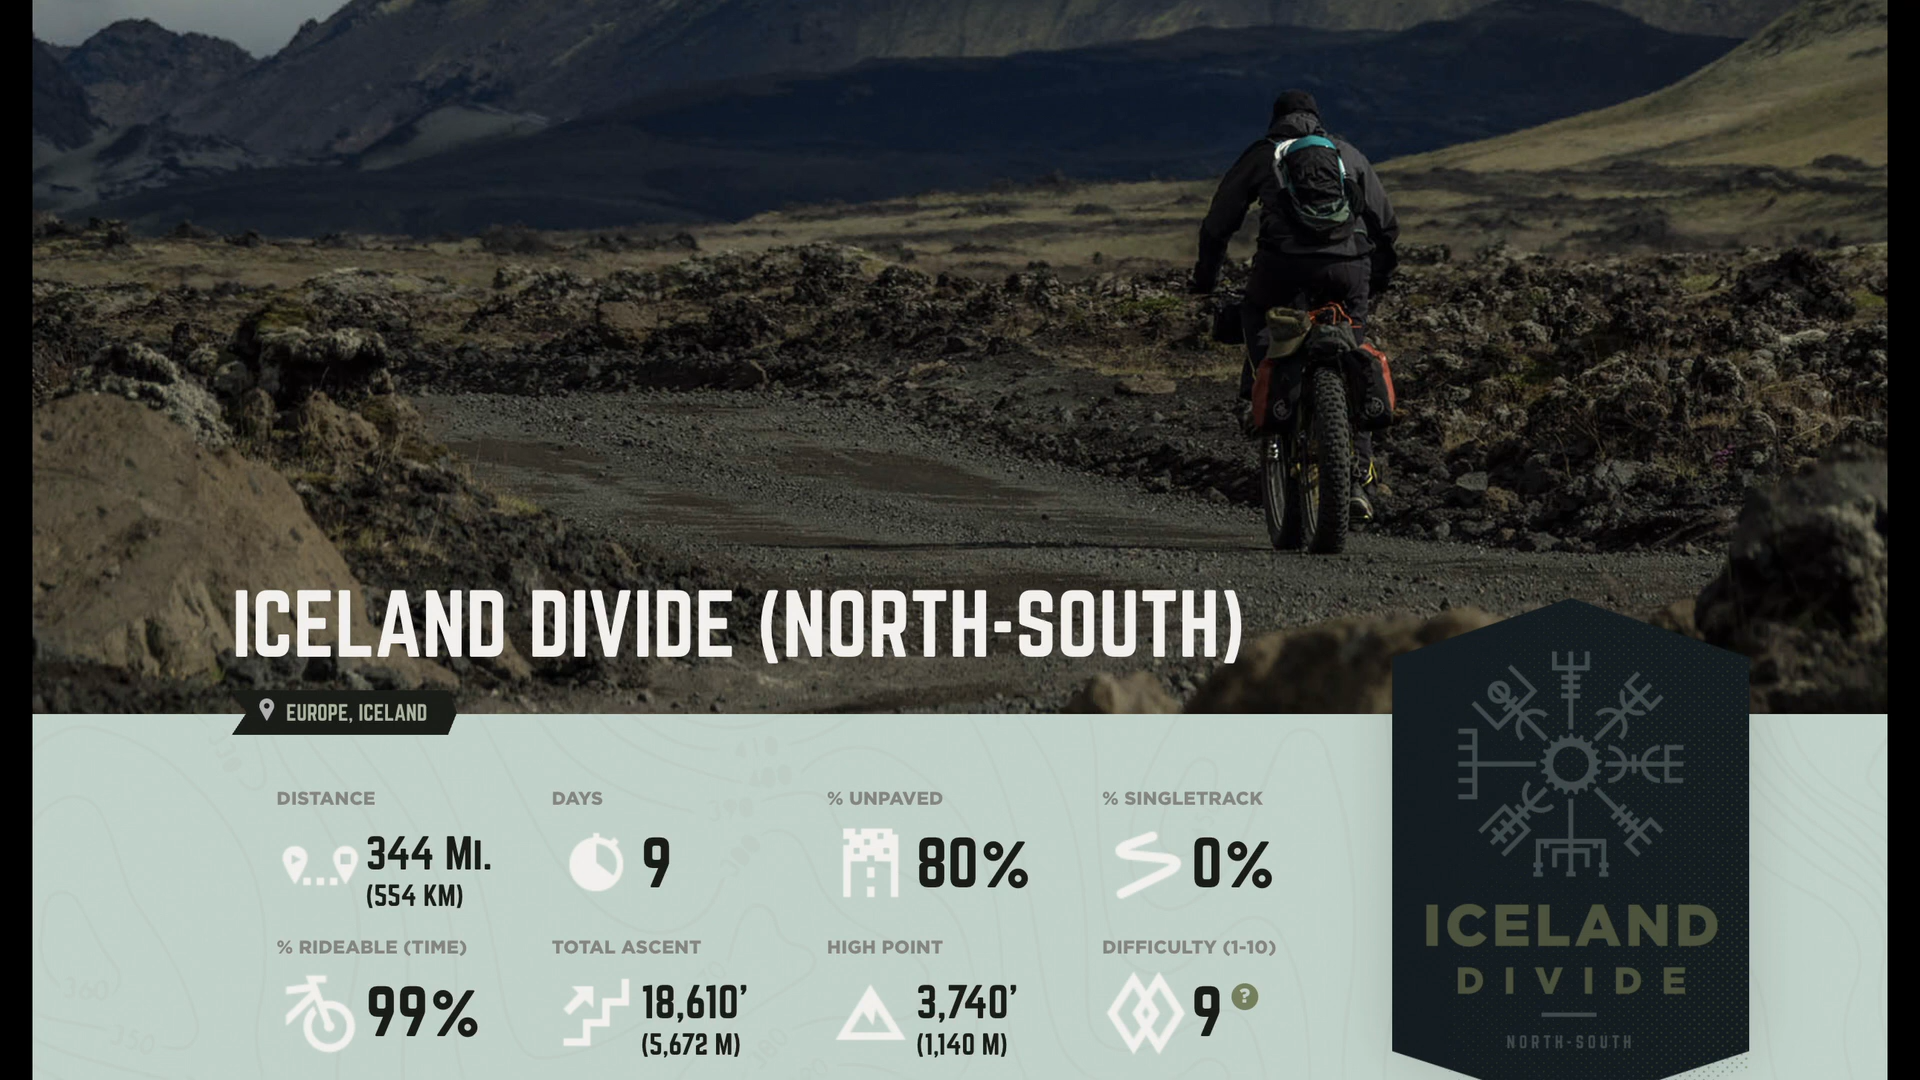 ICELAND DIVIDE (NORTH-SOUTH)
EUROPE, ICELAND
DISTANCE
344 MI.
(554 KM)
DAYS
9
% UNPAVED
80%
% SINGLETRACK
0%
% RIDEABLE (TIME)
99%
TOTAL ASCENT
18,610’
(5,672 M)
HIGH POINT
3,740’
(1,140 M)
DIFFICULTY (1-10)
9 ?
ICELAND
DIVIDE
NORTH-SOUTH
360
350